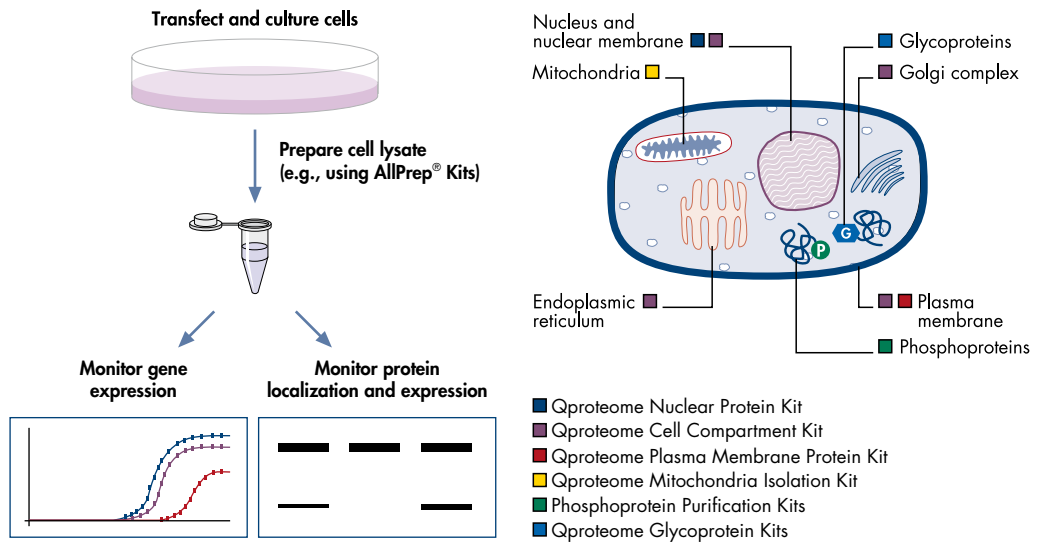 Transfect and culture cells
Prepare cell lysate
(e.g., using AllPrep® Kits)
Monitor gene
expression
Monitor protein
localization and expression
Nucleus and
nuclear membrane
Mitochondria
Glycoproteins
Golgi complex
G
P
Endoplasmic
reticulum
Plasma
membrane
Phosphoproteins
Qproteome Nuclear Protein Kit
Qproteome Cell Compartment Kit
Qproteome Plasma Membrane Protein Kit
Qproteome Mitochondria Isolation Kit
Phosphoprotein Purification Kits
Qproteome Glycoprotein Kits